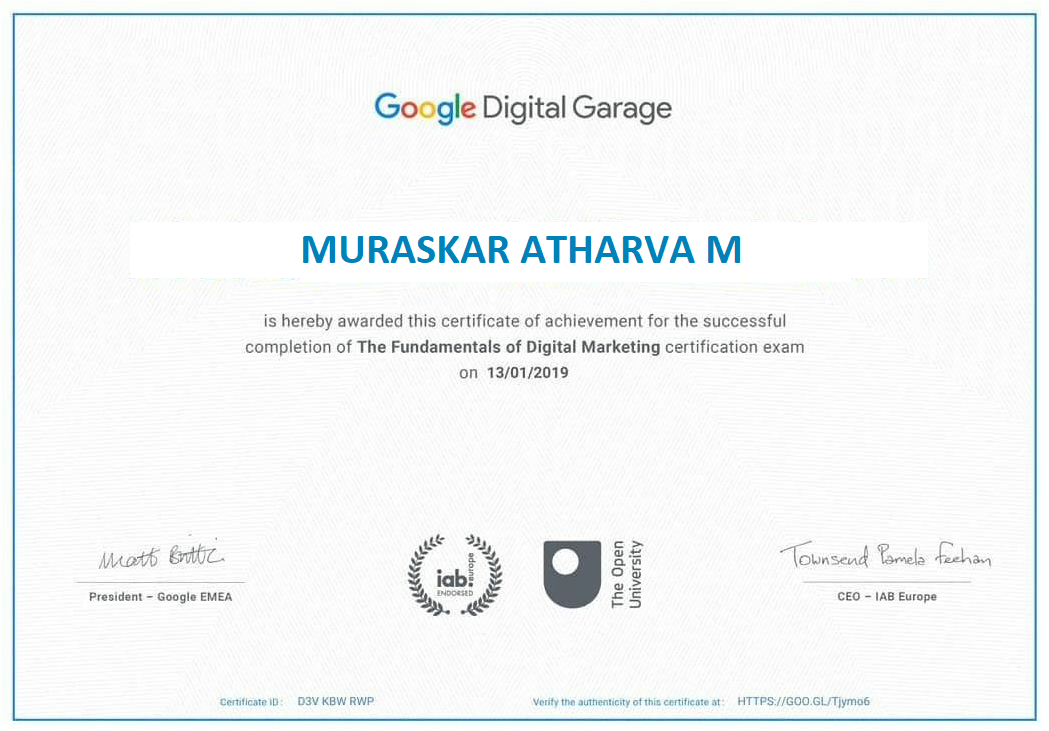 Google Digital Garage
MURASKAR ATHARVA M
is hereby awarded this certificate of achievement for the successful
completion of The Fundamentals of Digital Marketing certification exam
on 13/01/2019
Matt Brittin
Townsend Pamela Feehan
President – Google EMEA
iab.europe
ENDORSED
The Open
University
CEO – IAB Europe
Certificate ID : D3V KBW RWP
Verify the authenticity of this certificate at : HTTPS://GOO.GL/Tjymo6